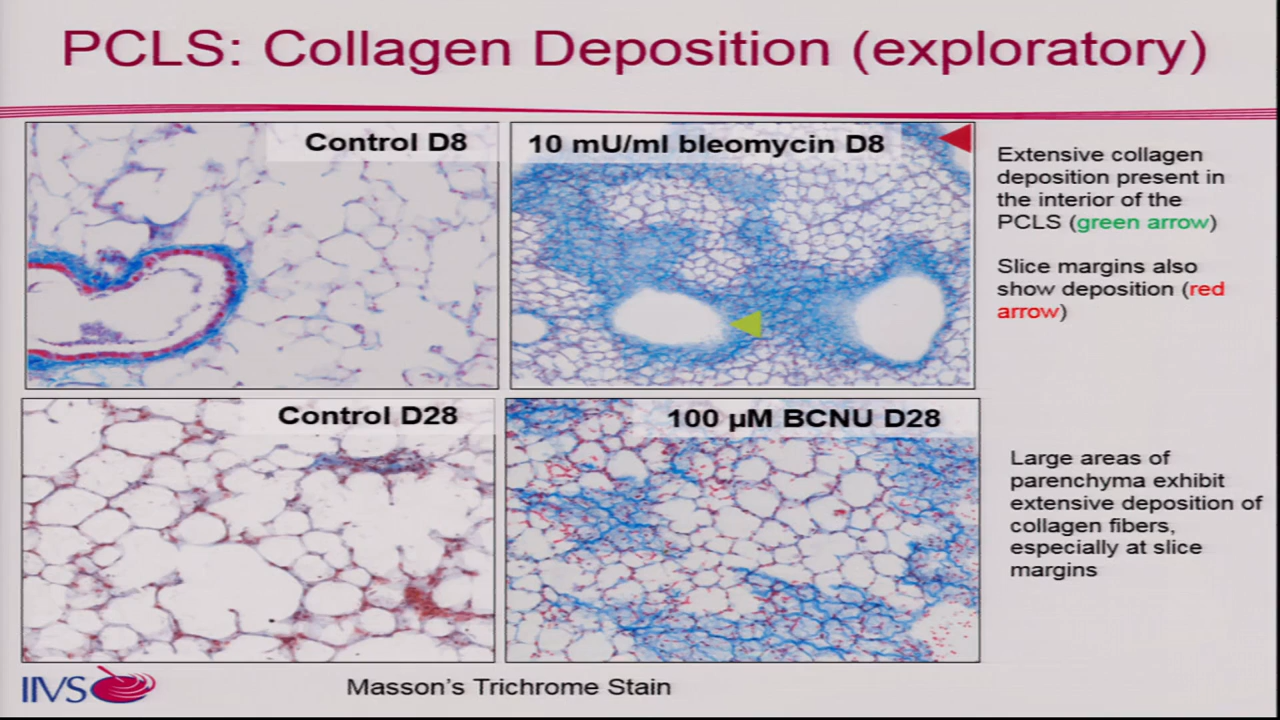 PCLS: Collagen Deposition (exploratory)
Control D8
10 mU/ml bleomycin D8
Extensive collagen
deposition present in
the interior of the
PCLS (green arrow)
Slice margins also
show deposition (red
arrow)
Control D28
100 µM BCNU D28
Large areas of
parenchyma exhibit
extensive deposition of
collagen fibers,
especially at slice
margins
IIVS
Masson's Trichrome Stain